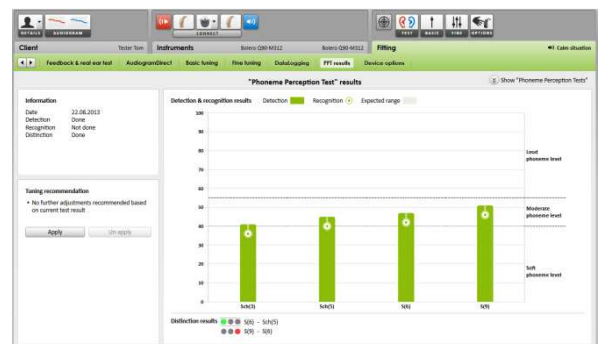 DETAILS AUDIOGRAM
CONNECT
TEST BASIC FINE OPTIONS
Client Tester Tom Instruments Bolero Q90-M312 Bolero Q90-M312 Fitting Calm situation
Feedback & real ear test AudiogramDirect Basic tuning Fine tuning DataLogging PPT results Device options
"Phoneme Perception Test" results
Show "Phoneme Perception Tests"
Information
Date 22.08.2013
Detection Done
Recognition Not done
Distinction Done
Tuning recommendation
• No further adjustments recommended based
on current test result
Apply Un-apply
Detection & recognition results Detection Recognition Expected range
100
90
80
70
60
50
40
30
20
10
0
Loud
phoneme level
Moderate
phoneme level
Soft
phoneme level
Sch(3) Sch(5) S(6) S(9)
Distinction results S(6) - Sch(5)
S(9) - S(6)